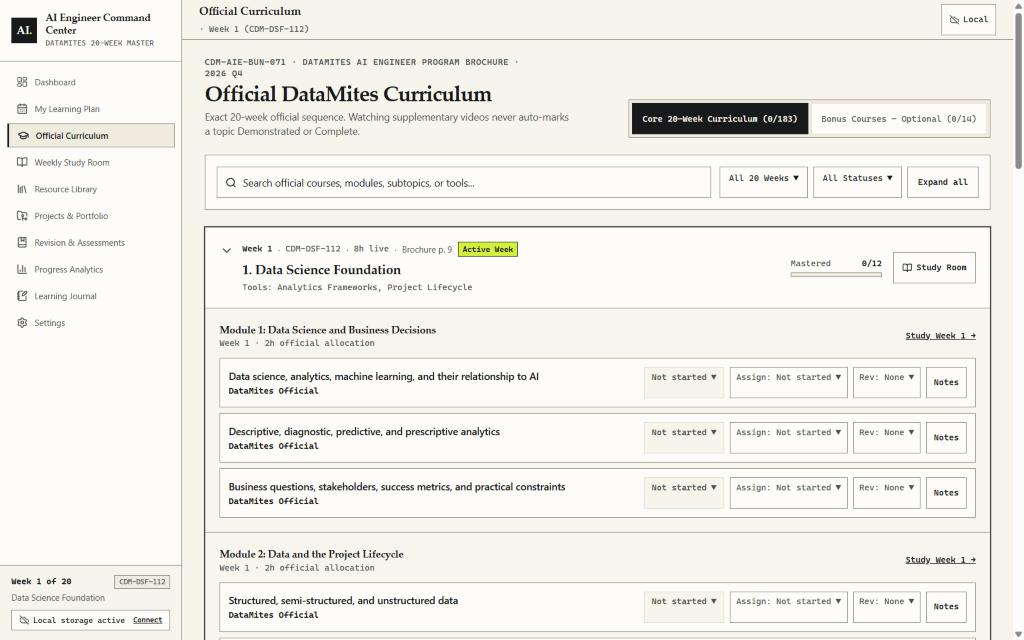 AI.
AI Engineer Command
Center
DATAMITES 20-WEEK MASTER
Dashboard
My Learning Plan
Official Curriculum
Weekly Study Room
Resource Library
Projects & Portfolio
Revision & Assessments
Progress Analytics
Learning Journal
Settings
Week 1 of 20
CDM-DSF-112
Data Science Foundation
Local storage active
Connect
Official Curriculum
· Week 1 (CDM-DSF-112)
Local
CDM-AIE-BUN-071 · DATAMITES AI ENGINEER PROGRAM BROCHURE ·
2026 Q4
Official DataMites Curriculum
Exact 20-week official sequence. Watching supplementary videos never auto-marks
a topic Demonstrated or Complete.
Core 20-Week Curriculum (0/183)
Bonus Courses — Optional (0/14)
Search official courses, modules, subtopics, or tools...
All 20 Weeks ▼
All Statuses ▼
Expand all
Week 1 · CDM-DSF-112 · 8h live · Brochure p. 9
Active Week
1. Data Science Foundation
Tools: Analytics Frameworks, Project Lifecycle
Mastered 0/12
Study Room
Module 1: Data Science and Business Decisions
Week 1 · 2h official allocation
Study Week 1 →
Data science, analytics, machine learning, and their relationship to AI
DataMites Official
Not started ▼
Assign: Not started ▼
Rev: None ▼
Notes
Descriptive, diagnostic, predictive, and prescriptive analytics
DataMites Official
Not started ▼
Assign: Not started ▼
Rev: None ▼
Notes
Business questions, stakeholders, success metrics, and practical constraints
DataMites Official
Not started ▼
Assign: Not started ▼
Rev: None ▼
Notes
Module 2: Data and the Project Lifecycle
Week 1 · 2h official allocation
Study Week 1 →
Structured, semi-structured, and unstructured data
DataMites Official
Not started ▼
Assign: Not started ▼
Rev: None ▼
Notes